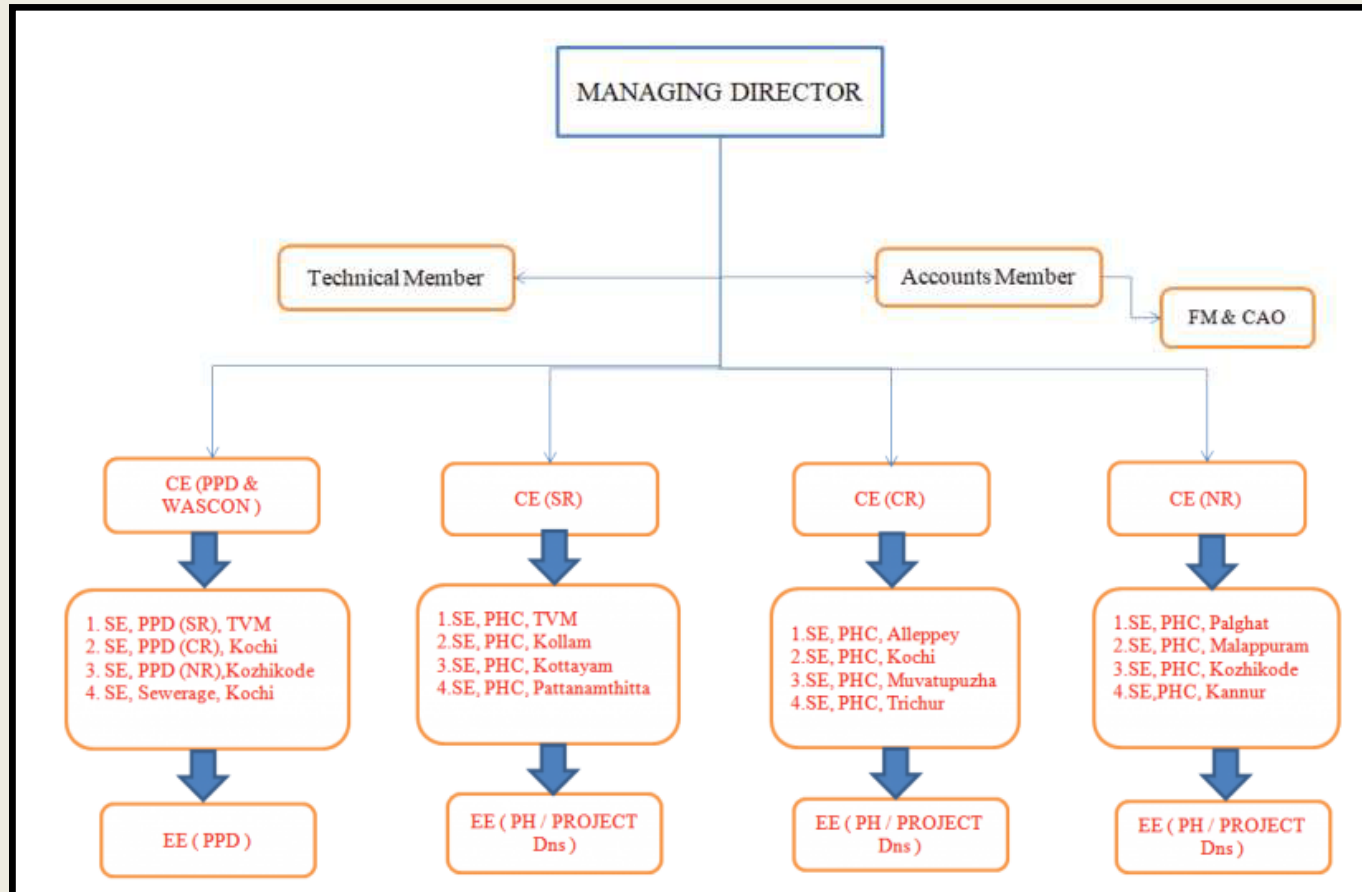 MANAGING DIRECTOR
Technical Member
Accounts Member
FM & CAO
CE (PPD &
WASCON )
CE (SR)
CE (CR)
CE (NR)
1. SE, PPD (SR), TVM
2. SE, PPD (CR), Kochi
3. SE, PPD (NR),Kozhikode
4. SE, Sewerage, Kochi
1.SE, PHC, TVM
2.SE, PHC, Kollam
3.SE, PHC, Kottayam
4.SE, PHC, Pattanamthitta
1.SE, PHC, Alleppey
2.SE, PHC, Kochi
3.SE, PHC, Muvatupuzha
4.SE, PHC, Trichur
1.SE, PHC, Palghat
2.SE, PHC, Malappuram
3.SE, PHC, Kozhikode
4.SE,PHC, Kannur
EE ( PPD )
EE ( PH / PROJECT
Dns )
EE ( PH / PROJECT
Dns )
EE ( PH / PROJECT
Dns )